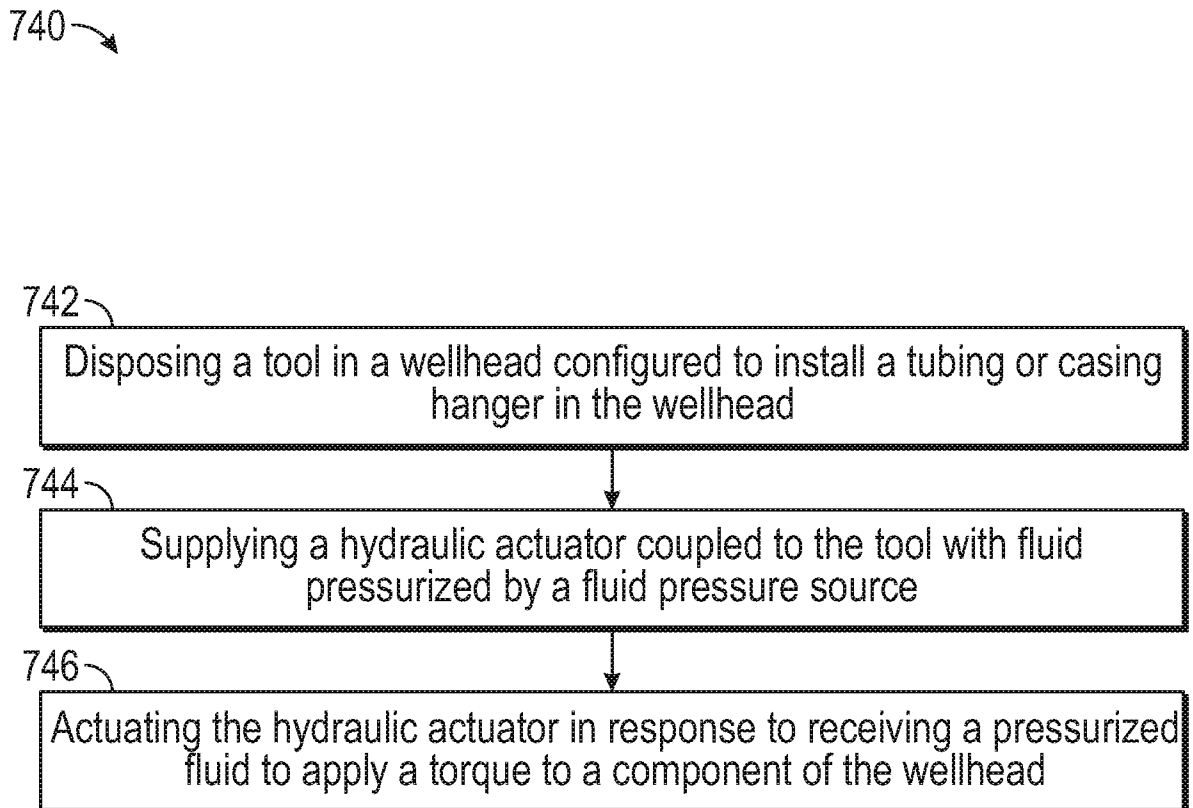 740
742
Disposing a tool in a wellhead configured to install a tubing or casing
hanger in the wellhead
744
Supplying a hydraulic actuator coupled to the tool with fluid
pressurized by a fluid pressure source
746
Actuating the hydraulic actuator in response to receiving a pressurized
fluid to apply a torque to a component of the wellhead